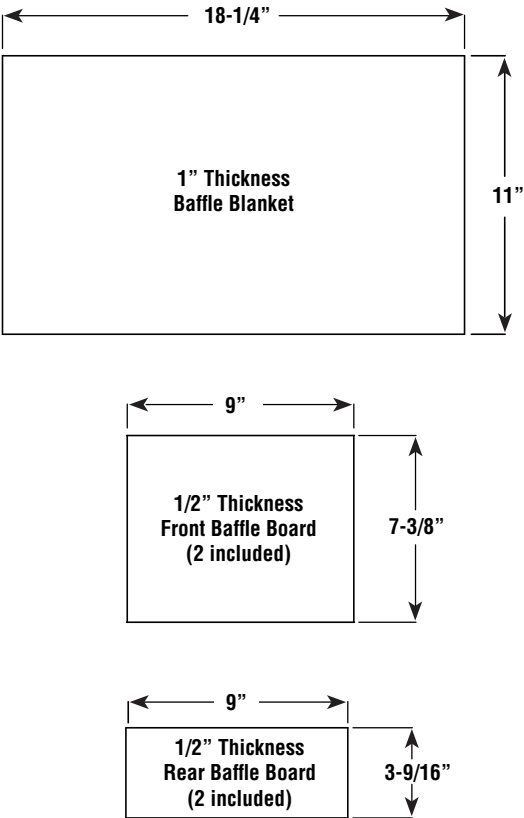 18-1/4”
1” Thickness
Baffle Blanket
11”
9”
1/2” Thickness
Front Baffle Board
(2 included)
7-3/8”
9”
1/2” Thickness
Rear Baffle Board
(2 included)
3-9/16”